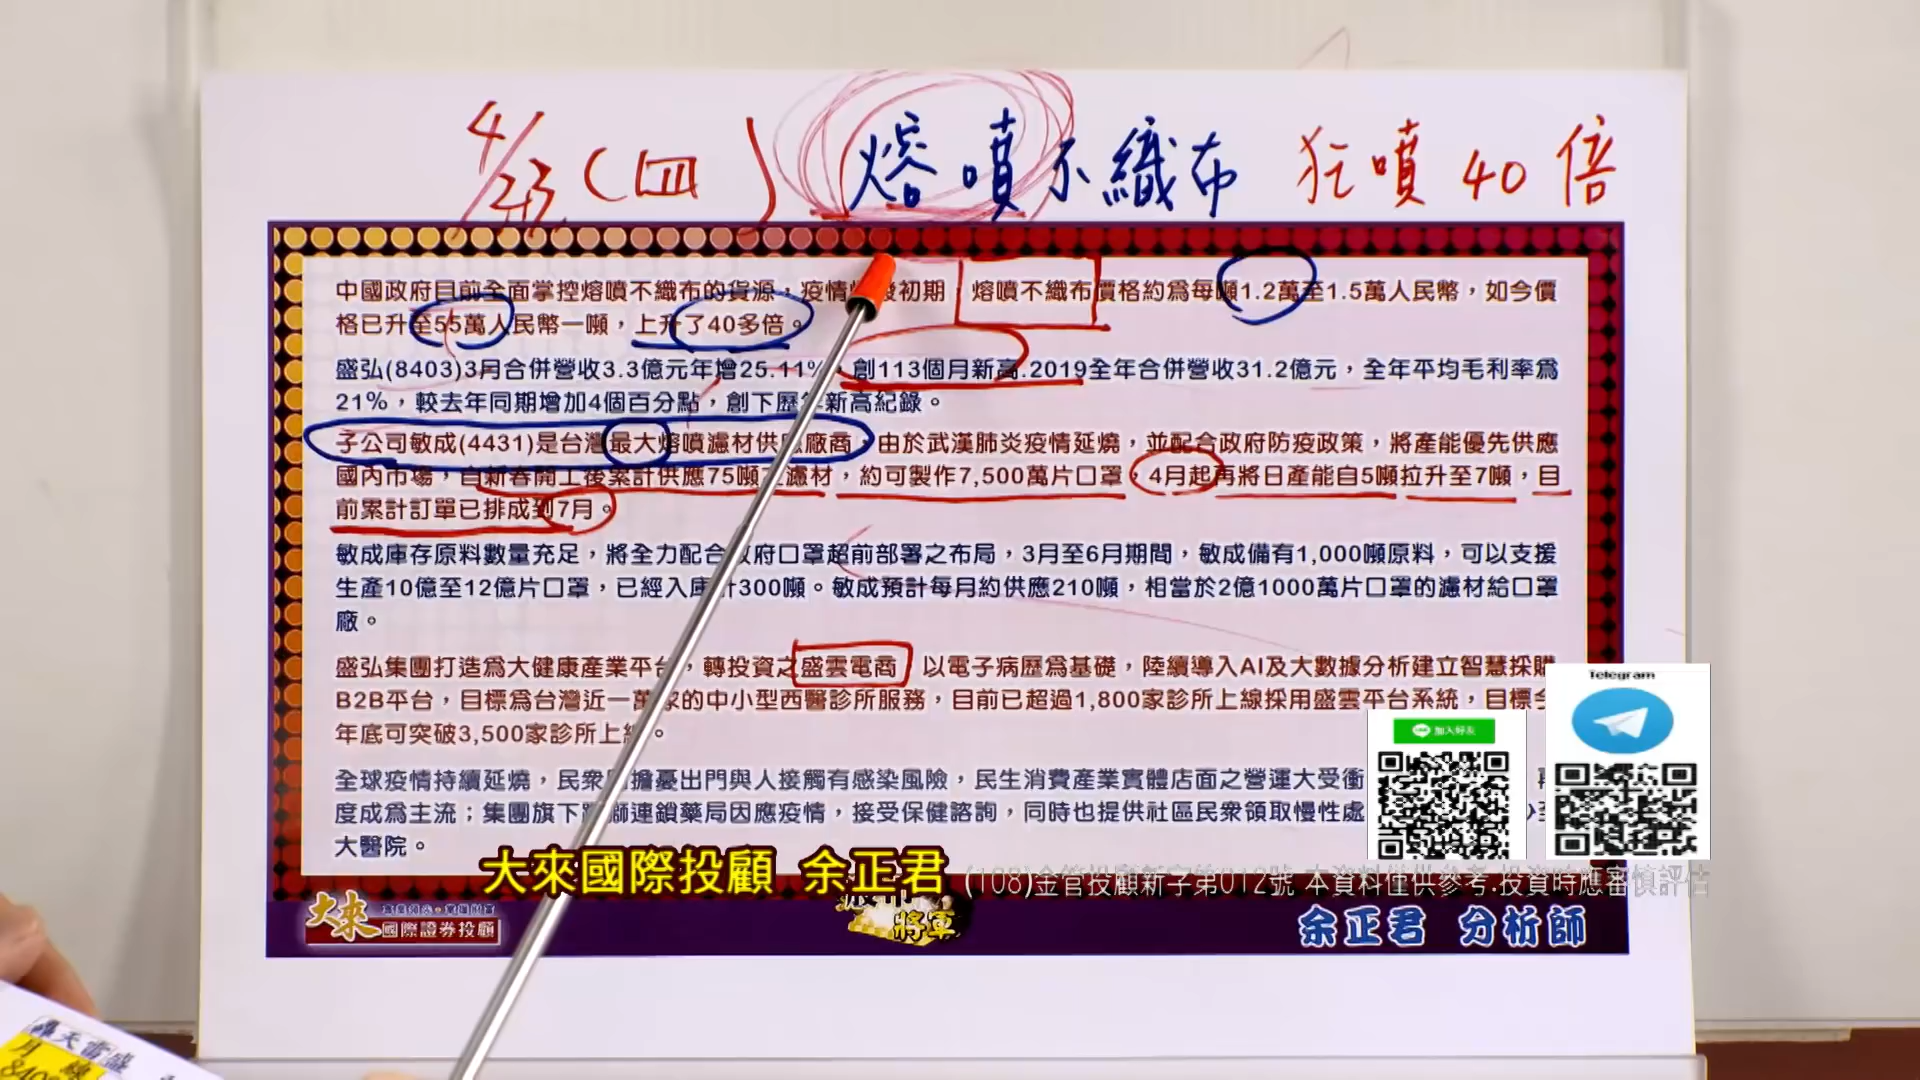 4/23(四) 熔噴不織布 狂噴40倍
中國政府目前全面掌控熔噴不織布的貨源,疫情 發初期,熔噴不織布價格約為每噸1.2萬至1.5萬人民幣,如今價
格已升至55萬人民幣一噸,上升了40多倍。
盛弘(8403)3月合併營收3.3億元年增25.11%,創113個月新高.2019全年合併營收31.2億元,全年平均毛利率為
21%,較去年同期增加4個百分點,創下歷年新高紀錄。
子公司敏成(4431)是台灣最大熔噴濾材供應廠商,由於武漢肺炎疫情延燒,並配合政府防疫政策,將產能優先供應
國內市場,自新春開工後累計供應75噸 濾材,約可製作7,500萬片口罩,4月起再將日產能自5噸拉升至7噸,目
前累計訂單已排成到7月。
敏成庫存原料數量充足,將全力配合政府口罩超前部署之布局,3月至6月期間,敏成備有1,000噸原料,可以支援
生產10億至12億片口罩,已經入庫 300噸。敏成預計每月約供應210噸,相當於2億1000萬片口罩的濾材給口罩
廠。
盛弘集團打造為大健康產業平台,轉投資之盛雲電商 以電子病歷為基礎,陸續導入AI及大數據分析建立智慧採購
B2B平台,目標為台灣近一萬家的中小型西醫診所服務,目前已超過1,800家診所上線採用盛雲平台系統,目標今
年底可突破3,500家診所上線。
全球疫情持續延燒,民眾 擔憂出門與人接觸有感染風險,民生消費產業實體店面之營運大受衝
度成為主流;集團旗下 連鎖藥局因應疫情,接受保健諮詢,同時也提供社區民眾領取慢性處
大醫院。
Telegram
加入好友
大來國際投顧 余正君 (108)金管投顧新字第012號 本資料僅供參考.投資時應審慎評估
大來 國際證券投顧
將軍
余正君 分析師
轟天雷盛
月 線